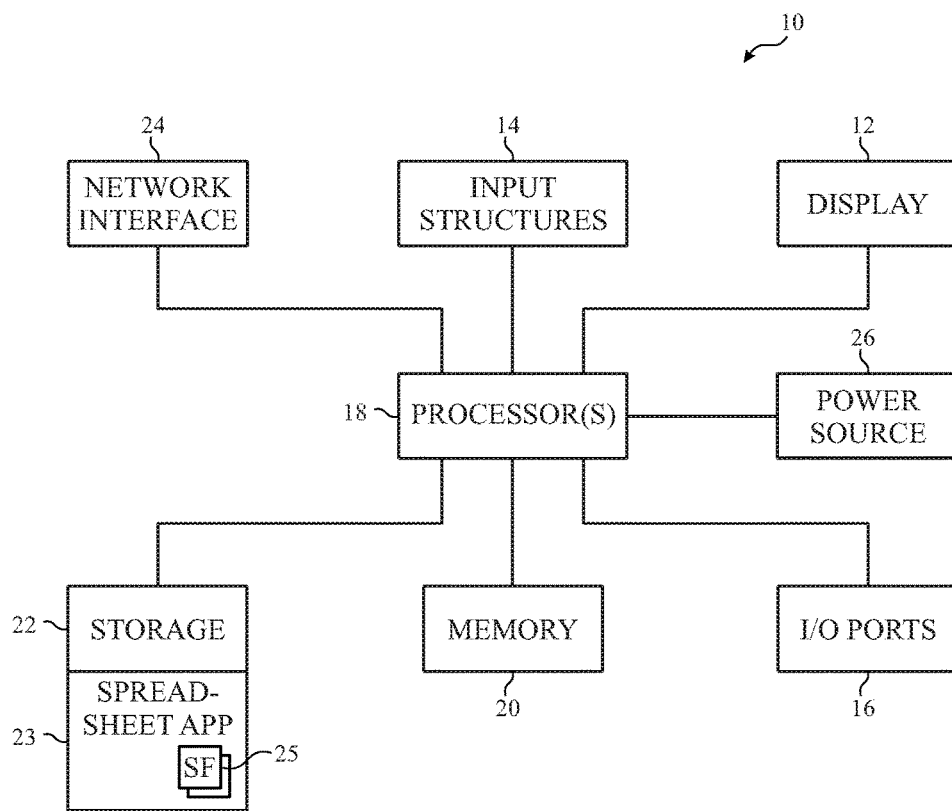 10
24
14
12
NETWORK
INTERFACE
INPUT
STRUCTURES
DISPLAY
26
18
PROCESSOR(S)
POWER
SOURCE
22
STORAGE
MEMORY
I/O PORTS
20
16
23
SPREAD-
SHEET APP
SF
25